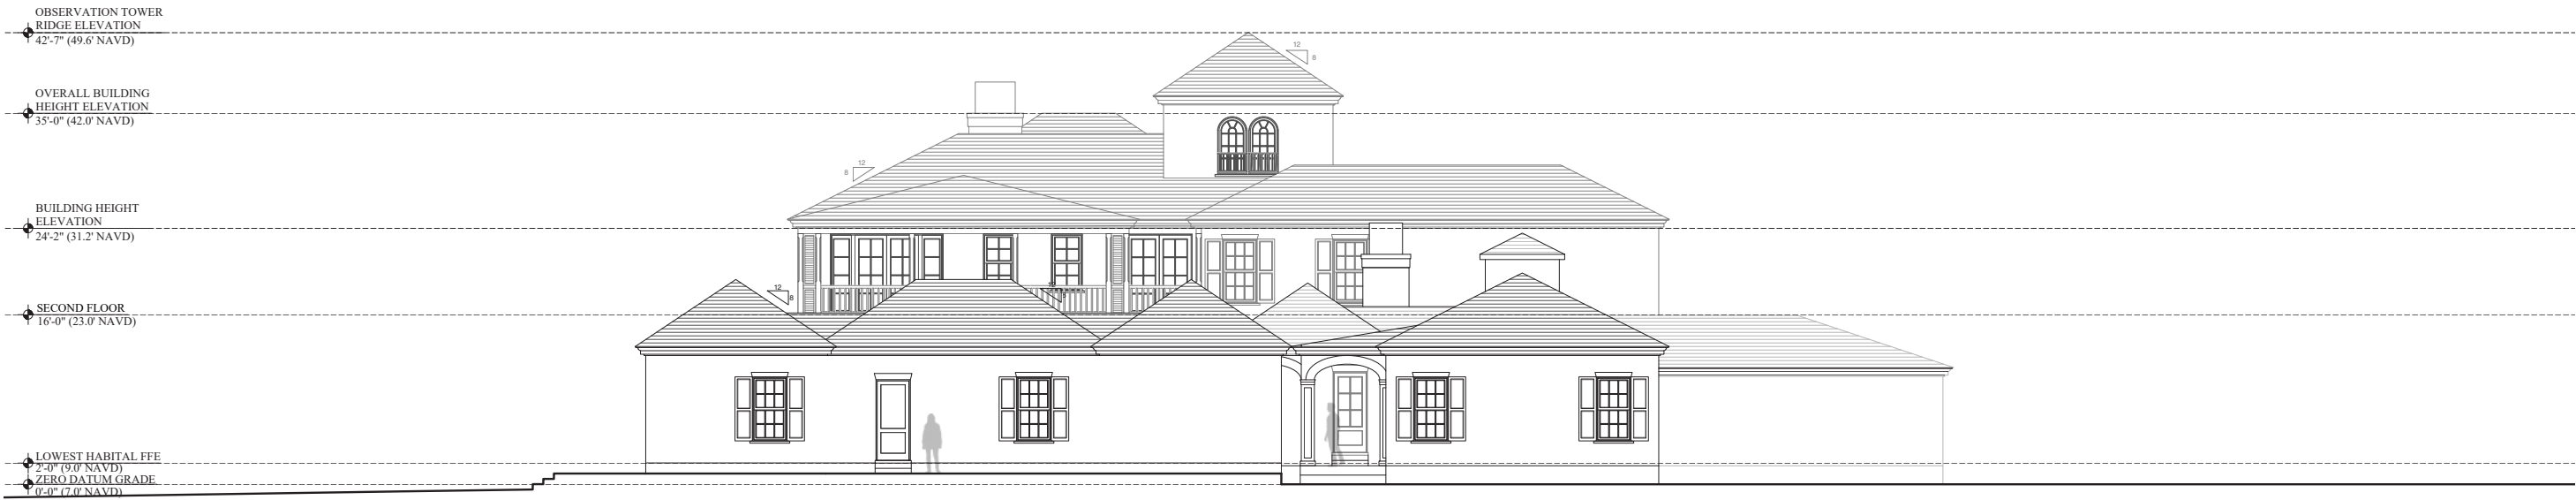 OBSERVATION TOWER
RIDGE ELEVATION
42'-7" (49.6' NAVD)
12
8
OVERALL BUILDING
HEIGHT ELEVATION
35'-0" (42.0' NAVD)
12
8
BUILDING HEIGHT
ELEVATION
24'-2" (31.2' NAVD)
12
8
SECOND FLOOR
16'-0" (23.0' NAVD)
LOWEST HABITAL FFE
2'-0" (9.0' NAVD)
ZERO DATUM GRADE
0'-0" (7.0' NAVD)